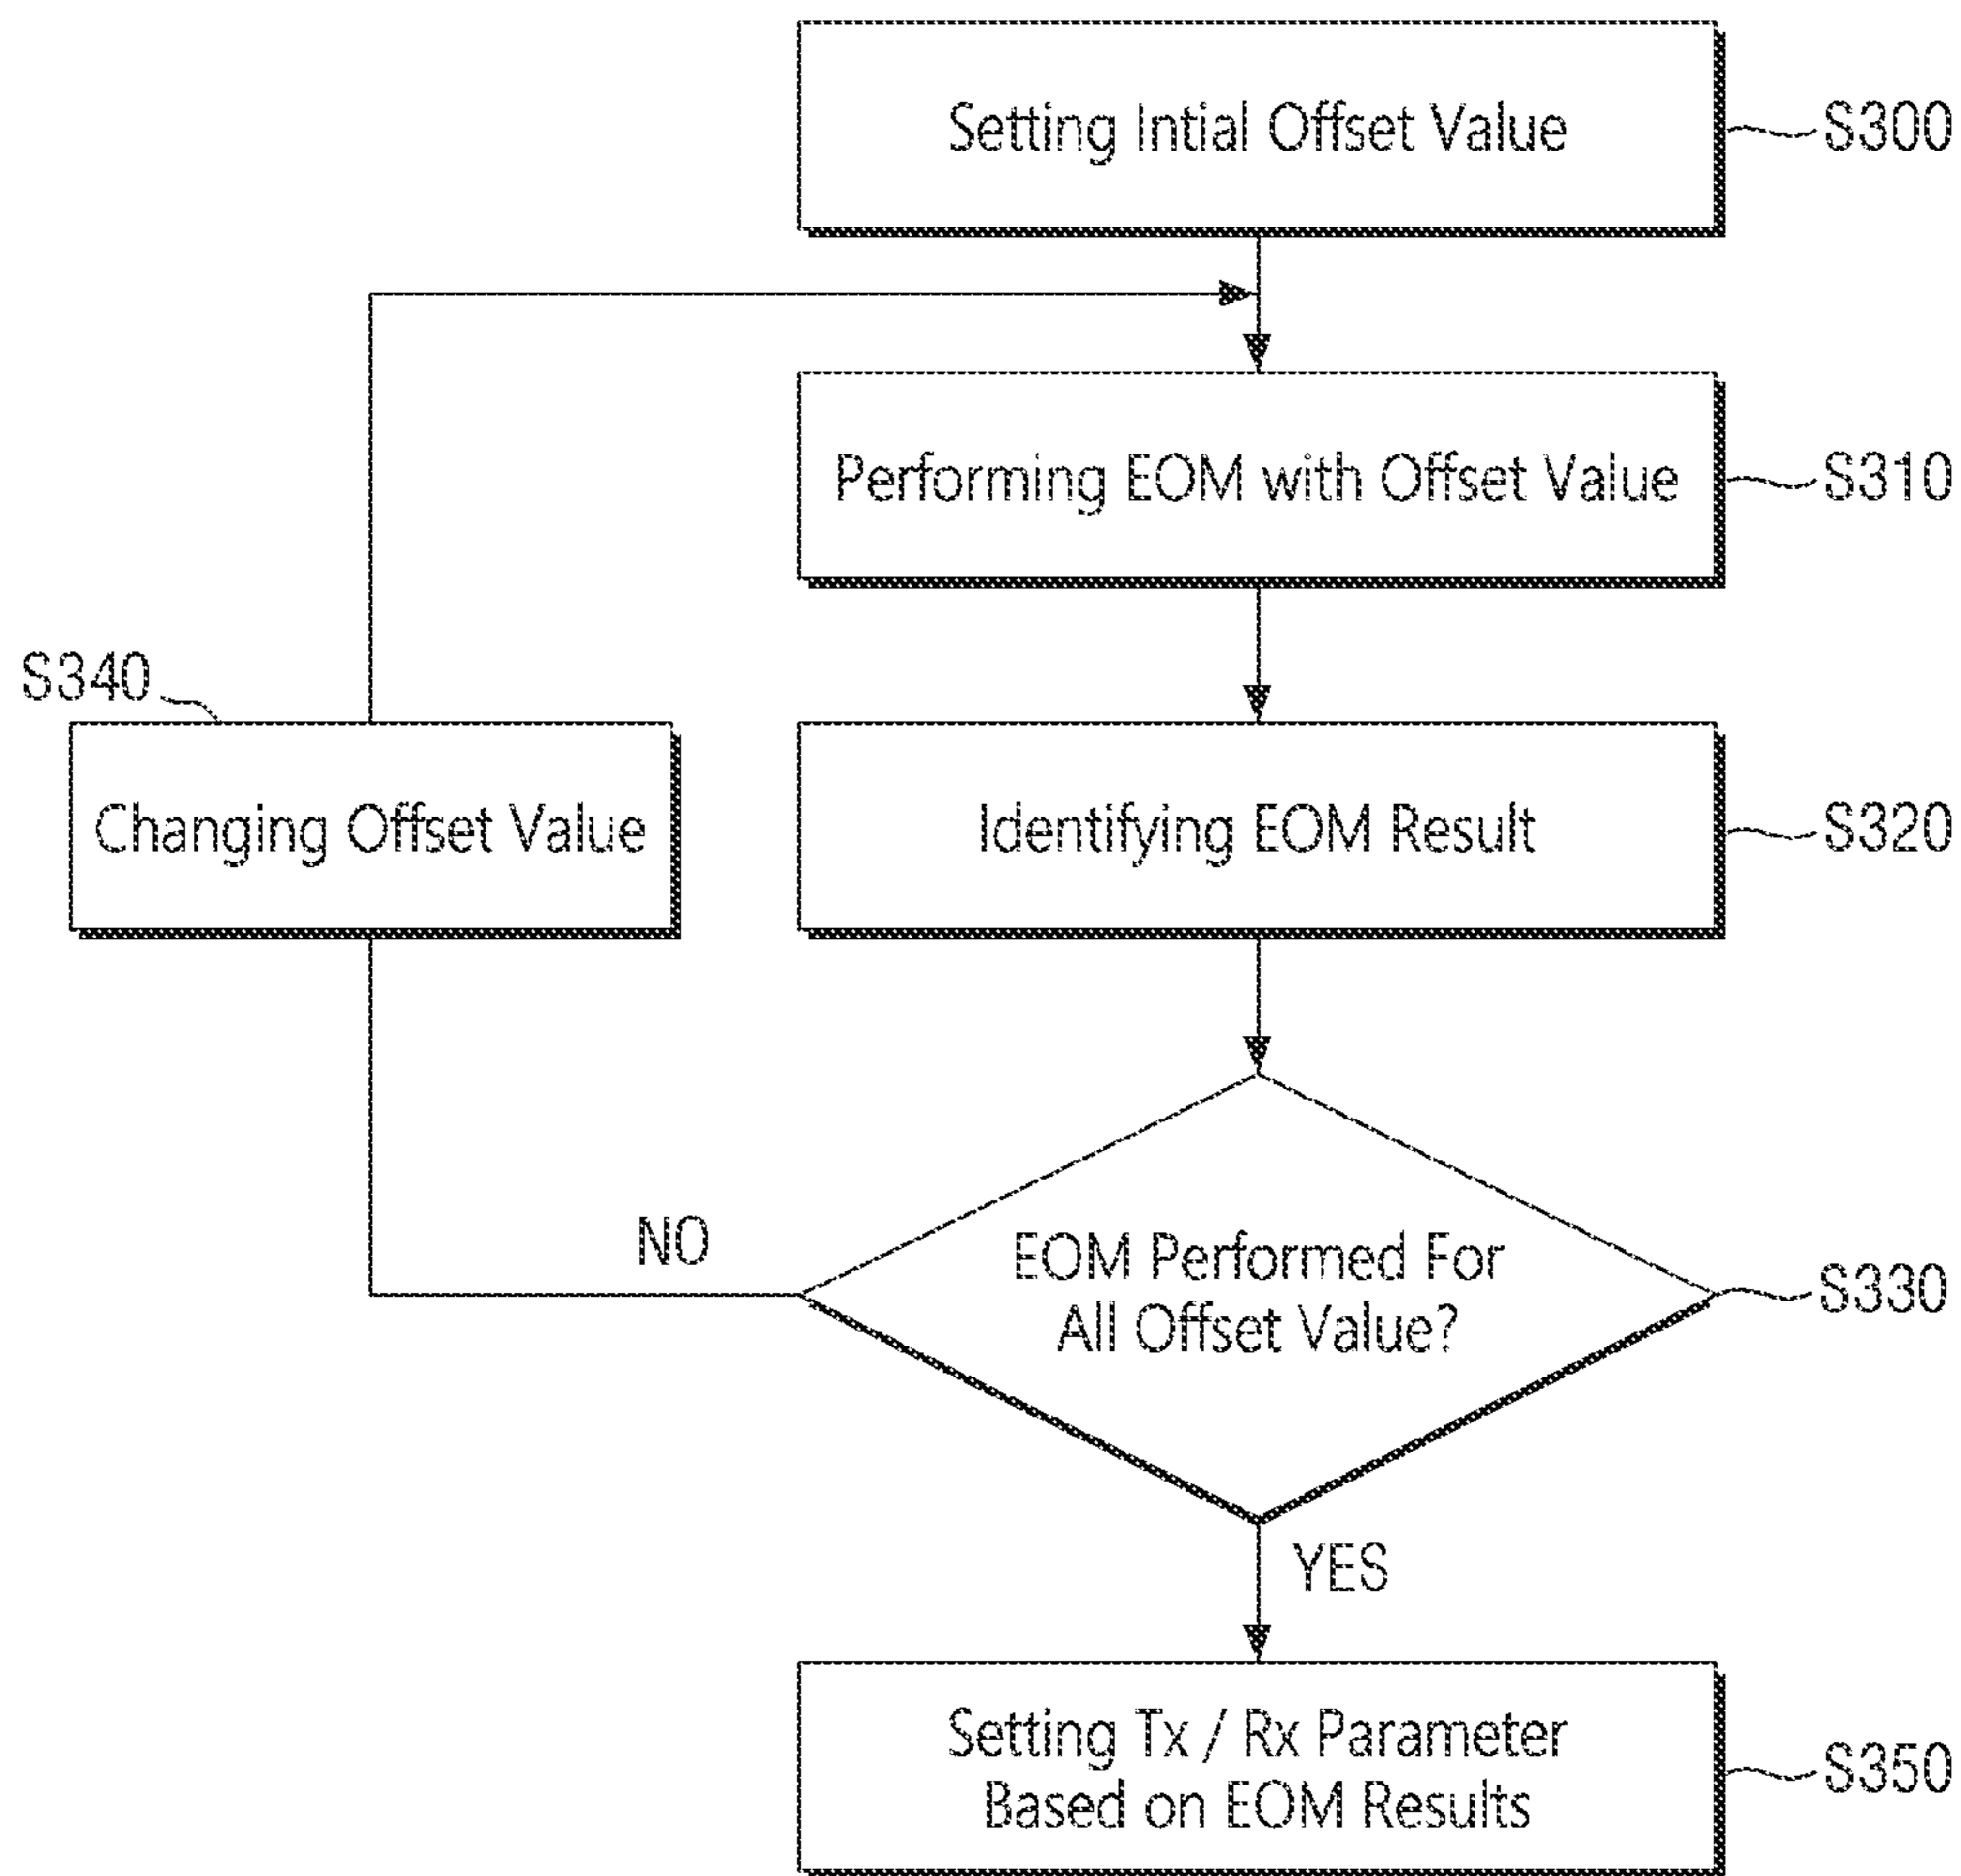 Setting Intial Offset Value
S300
Performing EOM with Offset Value
S310
S340
Changing Offset Value
Identifying EOM Result
S320
NO
EOM Performed For
All Offset Value?
S330
YES
Setting Tx / Rx Parameter
Based on EOM Results
S350